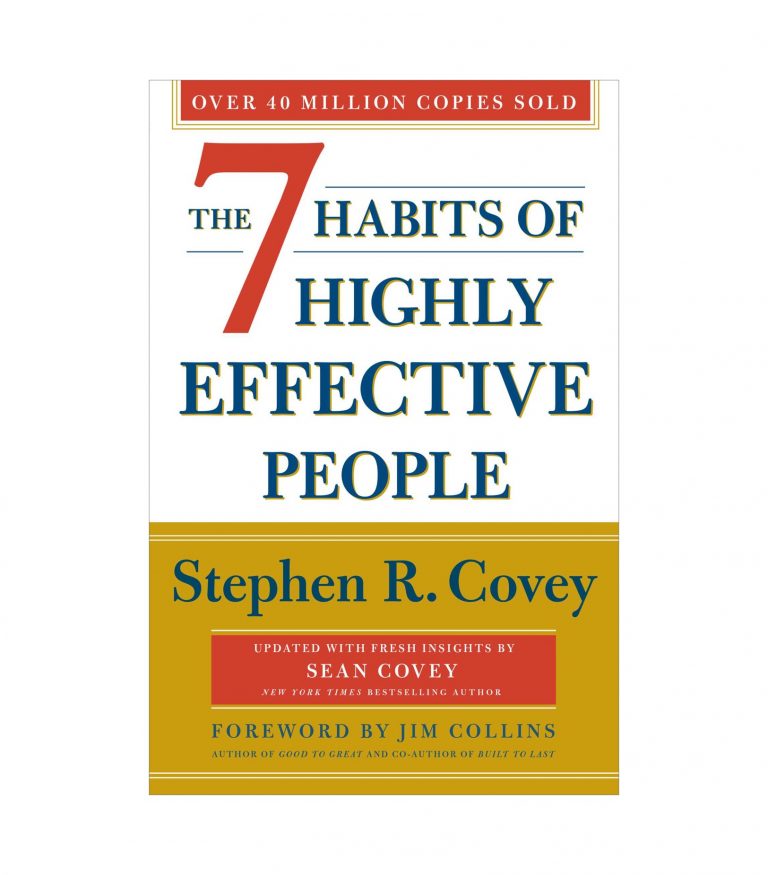 OVER 40 MILLION COPIES SOLD
THE 7 HABITS OF
HIGHLY
EFFECTIVE
PEOPLE
Stephen R. Covey
UPDATED WITH FRESH INSIGHTS BY
SEAN COVEY
NEW YORK TIMES BESTSELLING AUTHOR
FOREWORD BY JIM COLLINS
AUTHOR OF GOOD TO GREAT AND CO-AUTHOR OF BUILT TO LAST